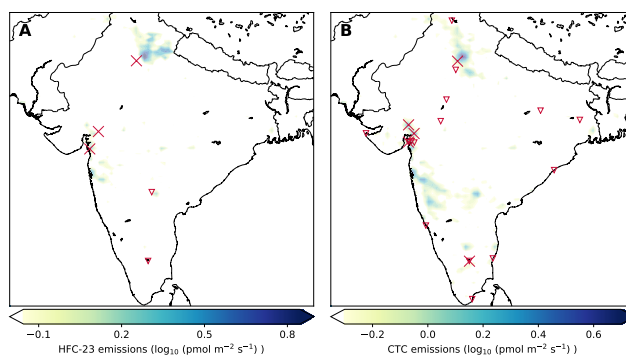 A
B
−0.1 0.2 0.5 0.8
−0.2 0.0 0.2 0.4 0.6
HFC-23 emissions (log₁₀ (pmol m⁻² s⁻¹) )
CTC emissions (log₁₀ (pmol m⁻² s⁻¹) )